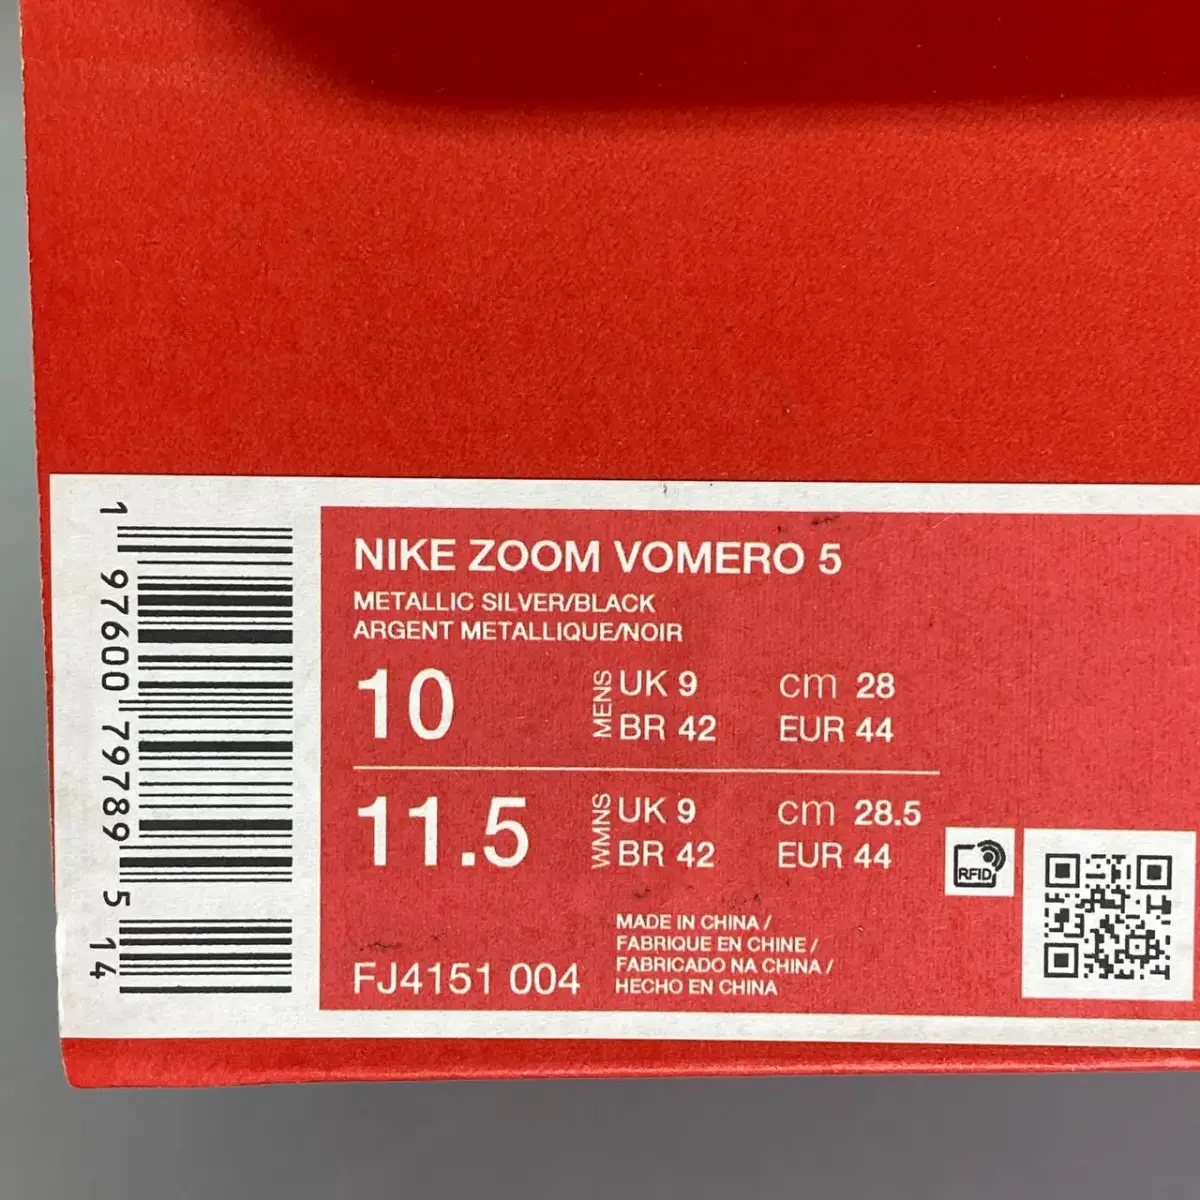 1 97600 79789 5 14
NIKE ZOOM VOMERO 5
METALLIC SILVER/BLACK
ARGENT METALLIQUE/NOIR
10 MENS UK 9 cm 28
BR 42 EUR 44
11.5 WMNS UK 9 cm 28.5
BR 42 EUR 44
RFID
FJ4151 004
MADE IN CHINA /
FABRIQUE EN CHINE /
FABRICADO NA CHINA /
HECHO EN CHINA